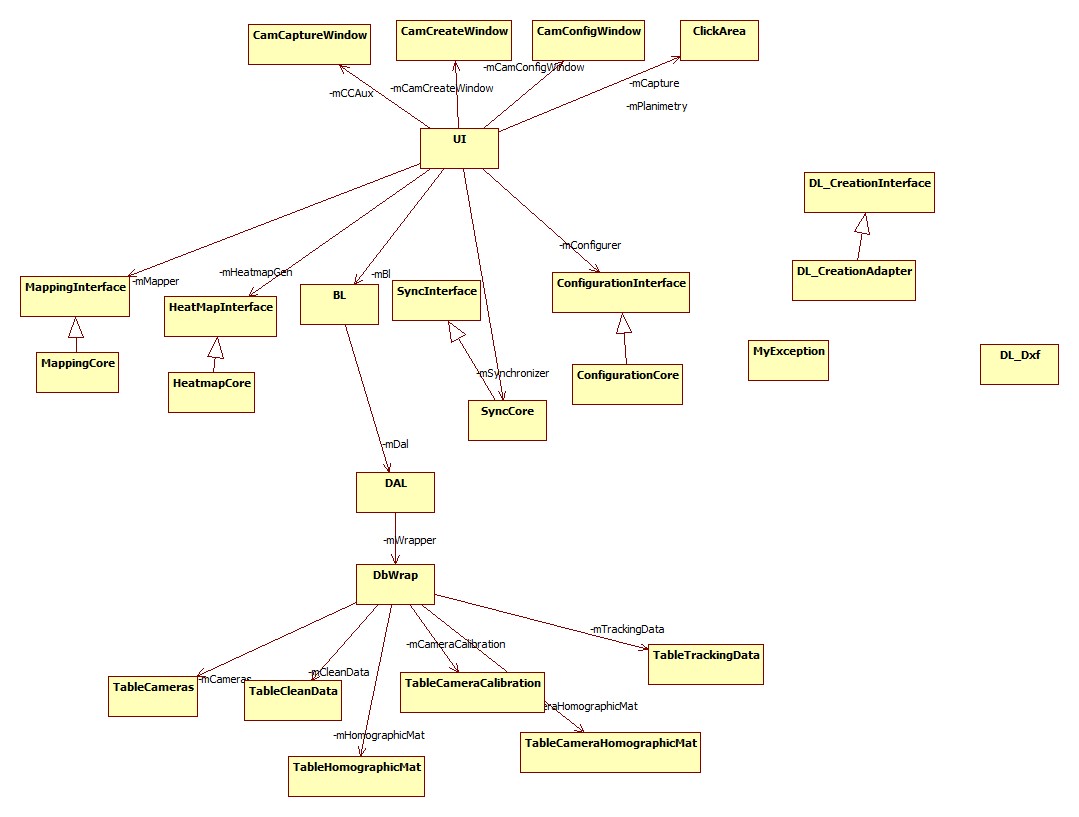 CamCaptureWindow
CamCreateWindow
CamConfigWindow
ClickArea
-mCamConfigWindow
-mCCAux
-mCamCreateWindow
-mCapture
-mPlanimetry
UI
DL_CreationInterface
-mConfigurer
DL_CreationAdapter
-mHeatmapGen
-mBl
-mMapper
MappingInterface
HeatMapInterface
BL
SyncInterface
ConfigurationInterface
MyException
DL_Dxf
MappingCore
HeatmapCore
-mSynchronizer
ConfigurationCore
SyncCore
-mDal
DAL
-mWrapper
DbWrap
-mTrackingData
-mCameraCalibration
TableTrackingData
-mCameras
-mCleanData
TableCameras
TableCleanData
TableCameraCalibration
eraHomographicMat
-mHomographicMat
TableCameraHomographicMat
TableHomographicMat